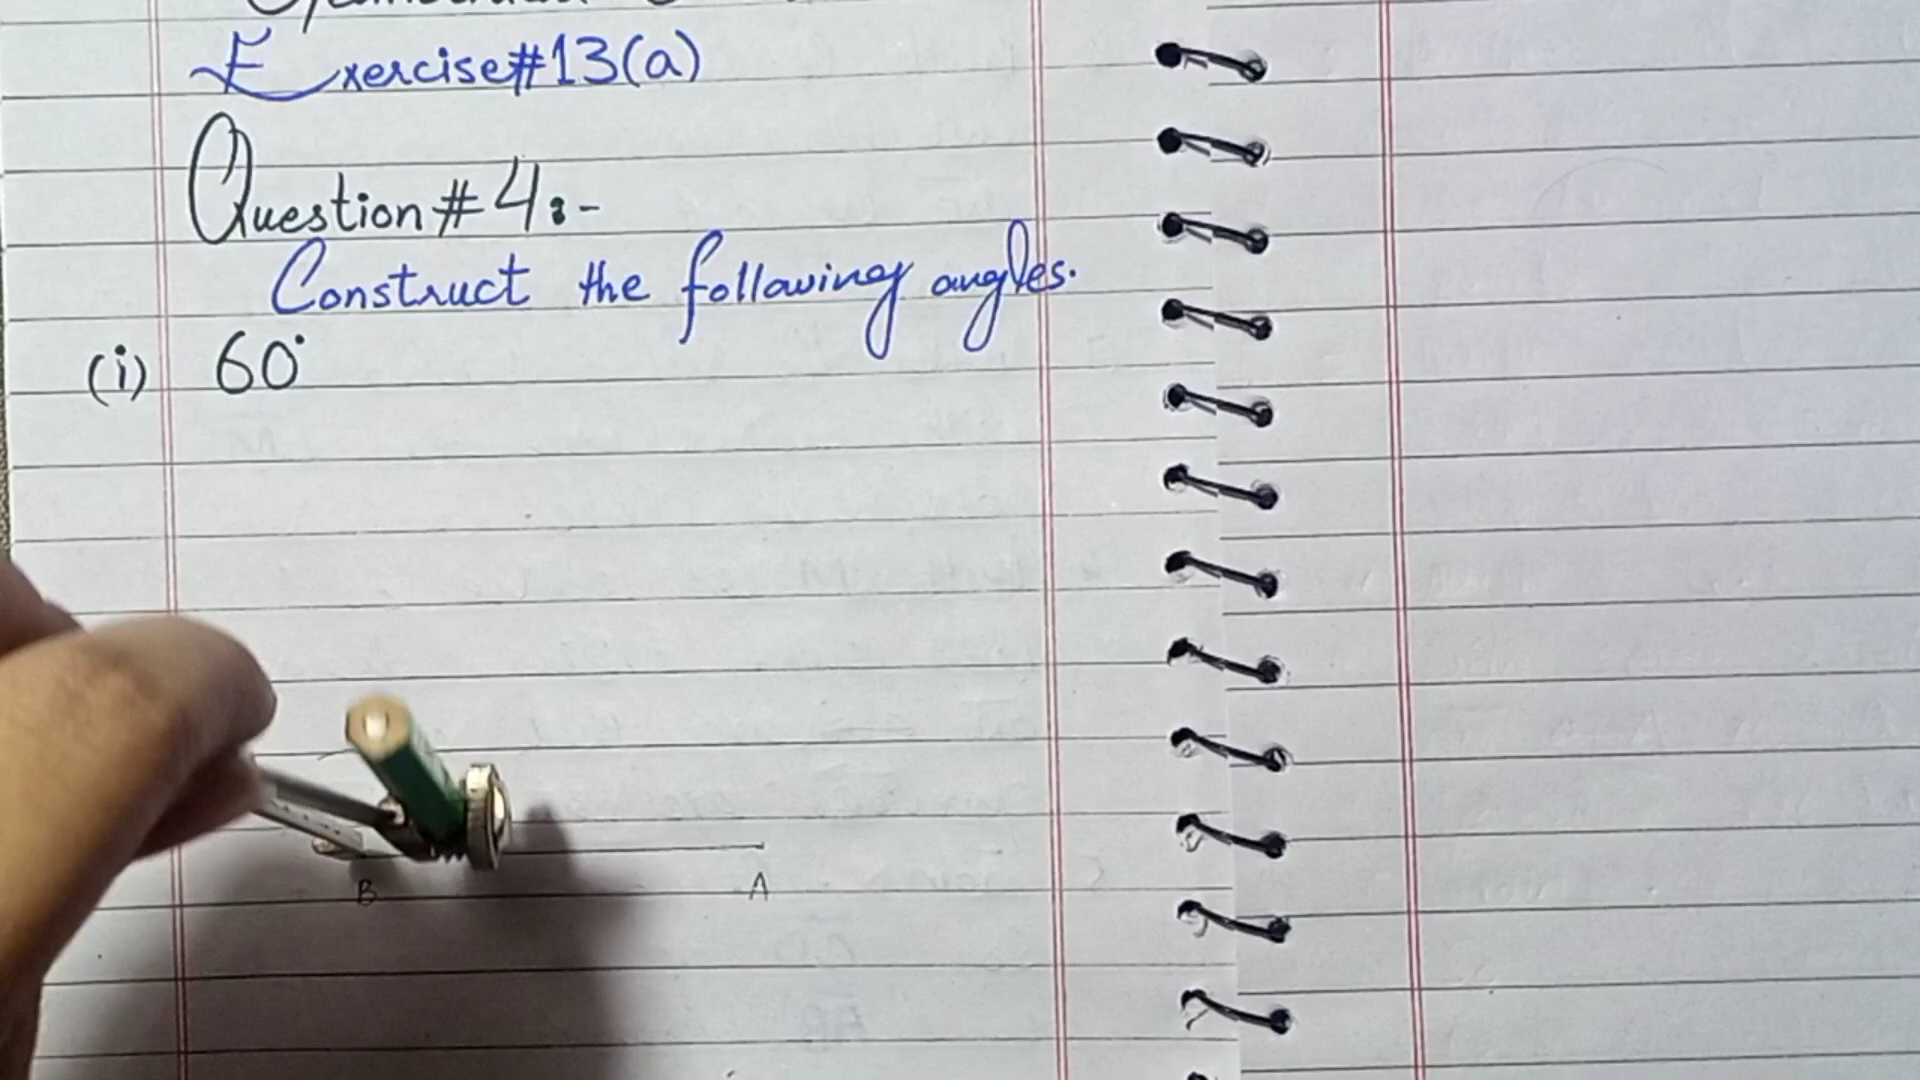 Exercise#13(a)
Question#4:-
Construct the following angles.
(i) 60°
B A